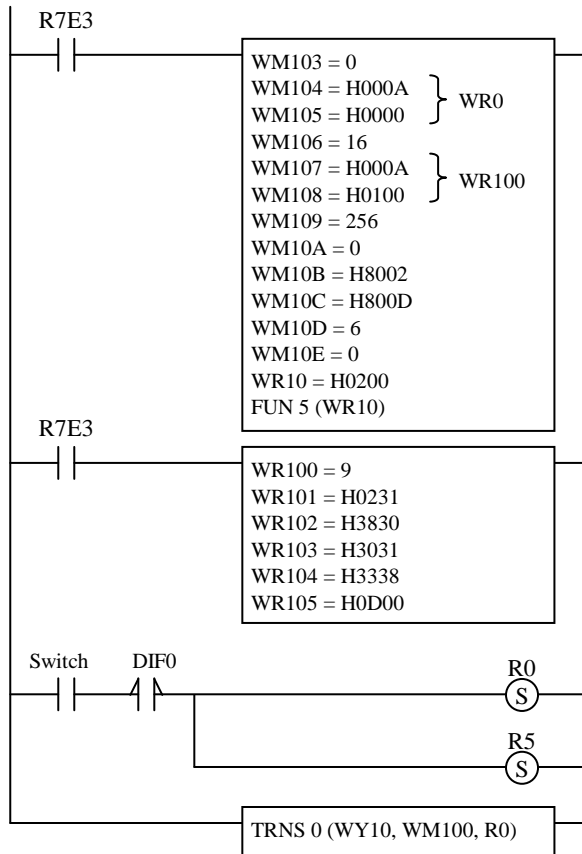 R7E3
WM103 = 0
WM104 = H000A
WM105 = H0000
WR0
WM106 = 16
WM107 = H000A
WM108 = H0100
WR100
WM109 = 256
WM10A = 0
WM10B = H8002
WM10C = H800D
WM10D = 6
WM10E = 0
WR10 = H0200
FUN 5 (WR10)
R7E3
WR100 = 9
WR101 = H0231
WR102 = H3830
WR103 = H3031
WR104 = H3338
WR105 = H0D00
Switch DIF0 R0
S
R5
S
TRNS 0 (WY10, WM100, R0)